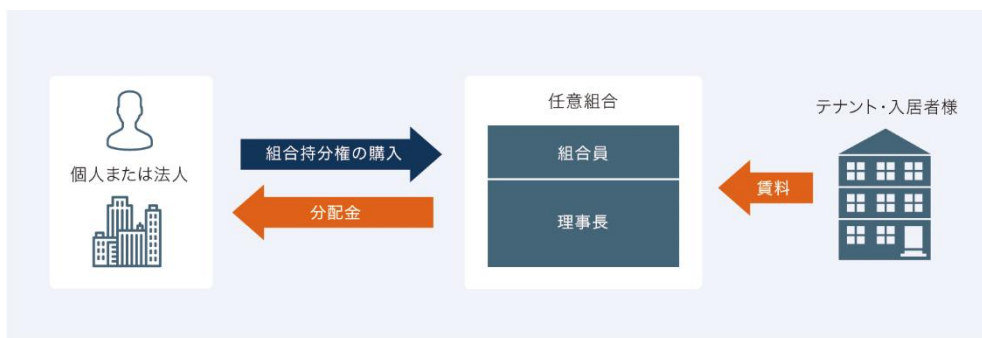 個人または法人
組合持分権の購入
分配金
任意組合
組合員
理事長
賃料
テナント・入居者様